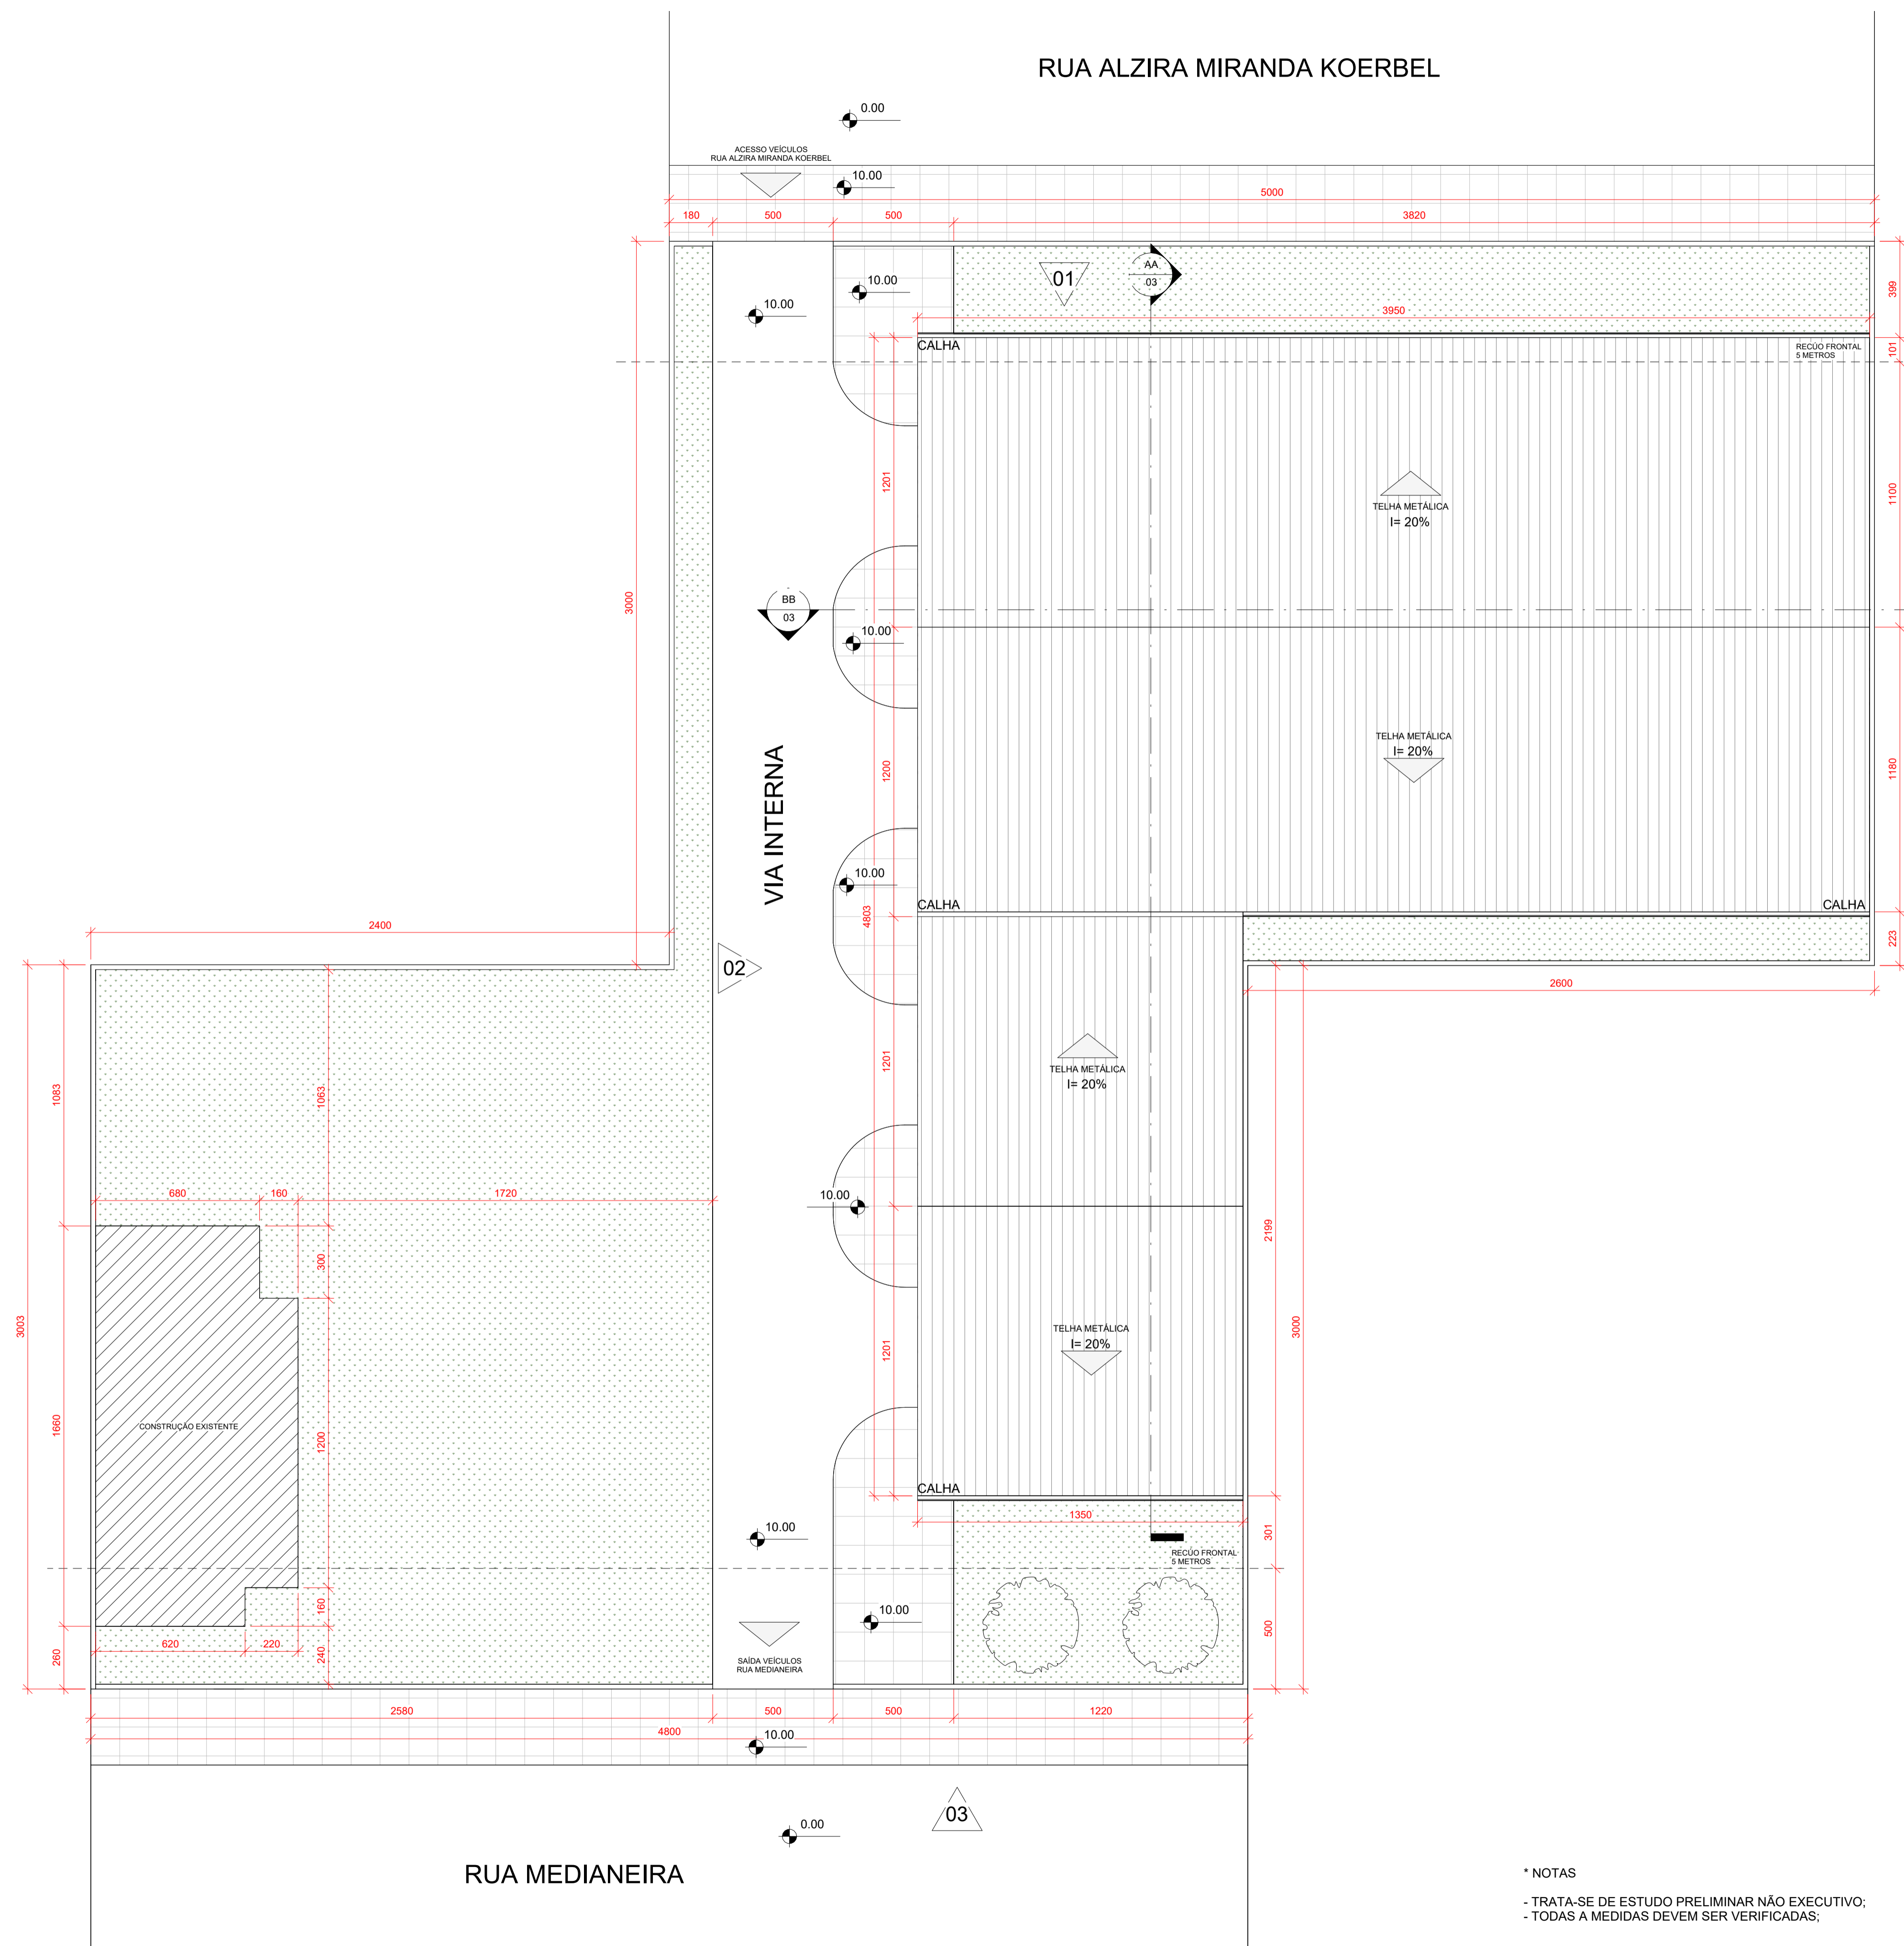 RUA ALZIRA MIRANDA KOERBEL
0.00
ACESSO VEÍCULOS
RUA ALZIRA MIRANDA KOERBEL
10.00
5000
180
500
500
3820
10.00
10.00
01
AA
03
399
3950
CALHA
RECÚO FRONTAL
5 METROS
101
1201
1100
TELHA METÁLICA
I= 20%
3000
BB
03
10.00
TELHA METÁLICA
I= 20%
1200
1180
VIA INTERNA
10.00
4803
CALHA
CALHA
2400
223
02
2600
1083
1063
1201
TELHA METÁLICA
I= 20%
680
160
1720
10.00
2199
300
3003
3000
TELHA METÁLICA
I= 20%
1201
1660
CONSTRUÇÃO EXISTENTE
1200
CALHA
1350
10.00
301
RECÚO FRONTAL
5 METROS
160
10.00
500
620
220
240
260
SAÍDA VEÍCULOS
RUA MEDIANEIRA
2580
500
500
1220
4800
10.00
03
0.00
RUA MEDIANEIRA
* NOTAS
- TRATA-SE DE ESTUDO PRELIMINAR NÃO EXECUTIVO;
- TODAS A MEDIDAS DEVEM SER VERIFICADAS;